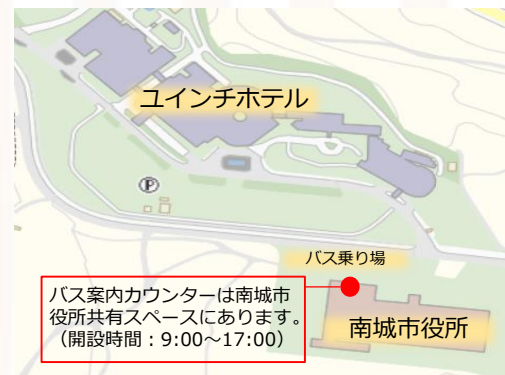 ユインチホテル
Ⓟ
バス乗り場
バス案内カウンターは南城市
役所共有スペースにあります。
（開設時間：9:00～17:00）
南城市役所